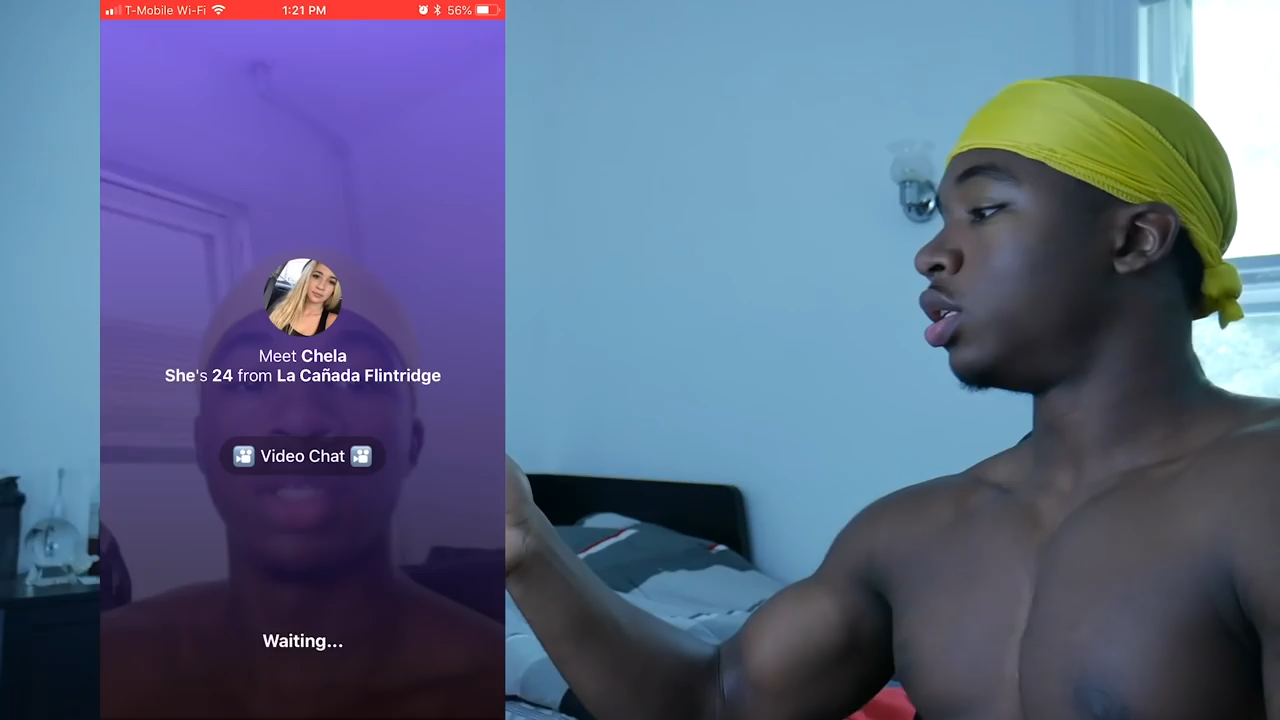 T-Mobile Wi-Fi 1:21 PM 56%
Meet Chela
She's 24 from La Cañada Flintridge
Video Chat
Waiting...